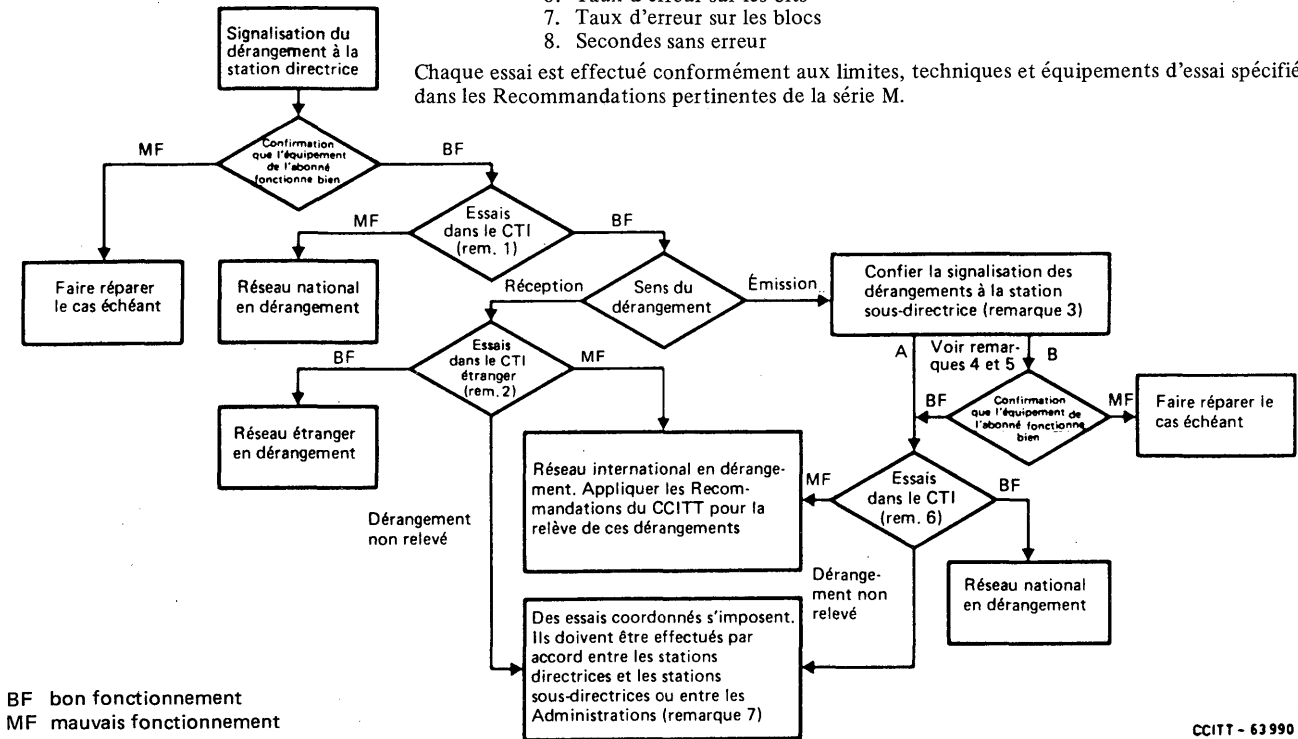 7. Taux d'erreur sur les blocs
8. Secondes sans erreur
Chaque essai est effectué conformément aux limites, techniques et équipements d'essai spécifié
dans les Recommandations pertinentes de la série M.
Signalisation du
dérangement à la
station directrice
Confirmation
que l'équipement
de l'abonné
fonctionne bien
MF
BF
Essais
dans le CTI
(rem. 1)
MF
BF
Faire réparer
le cas échéant
Réseau national
en dérangement
Réception
Sens du
dérangement
Émission
Confier la signalisation des
dérangements à la station
sous-directrice (remarque 3)
BF
Essais
dans le CTI
étranger
(rem. 2)
MF
A
Voir remar-
ques 4 et 5
B
BF
Confirmation
que l'équipement de
l'abonné fonctionne
bien
MF
Faire réparer le
cas échéant
Réseau étranger
en dérangement
Réseau international en dérange-
ment. Appliquer les Recom-
mandations du CCITT pour la
relève de ces dérangements
MF
Essais
dans le CTI
(rem. 6)
BF
Dérangement
non relevé
Dérange-
ment non
relevé
Réseau national
en dérangement
Des essais coordonnés s'imposent.
Ils doivent être effectués par
accord entre les stations
directrices et les stations
sous-directrices ou entre les
Administrations (remarque 7)
BF bon fonctionnement
MF mauvais fonctionnement
CCITT - 63990